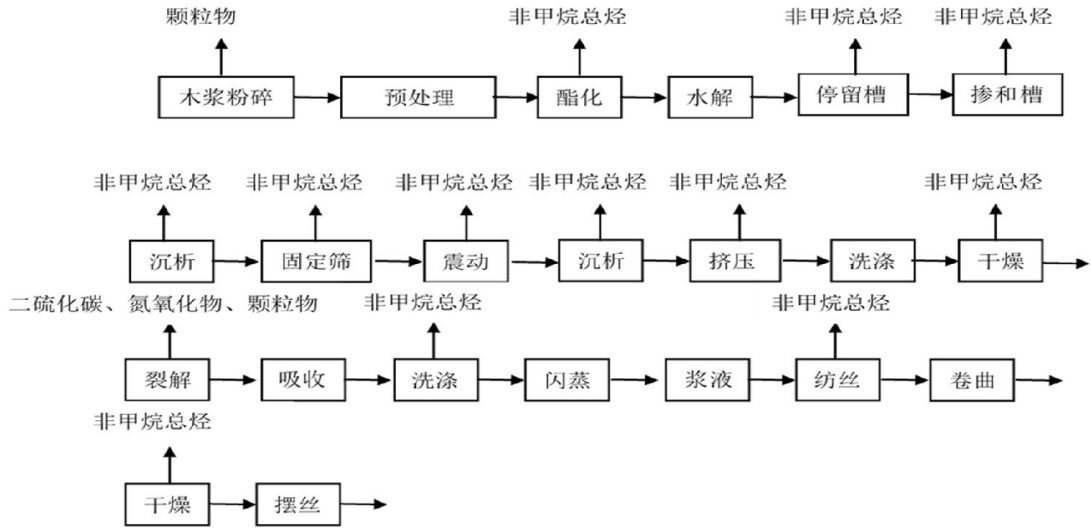 颗粒物 非甲烷总烃 非甲烷总烃 非甲烷总烃
木浆粉碎 预处理 酯化 水解 停留槽 掺和槽
非甲烷总烃 非甲烷总烃 非甲烷总烃 非甲烷总烃 非甲烷总烃 非甲烷总烃
沉析 固定筛 震动 沉析 挤压 洗涤 干燥
二硫化碳、氮氧化物、颗粒物 非甲烷总烃 非甲烷总烃
裂解 吸收 洗涤 闪蒸 浆液 纺丝 卷曲
非甲烷总烃
干燥 摆丝